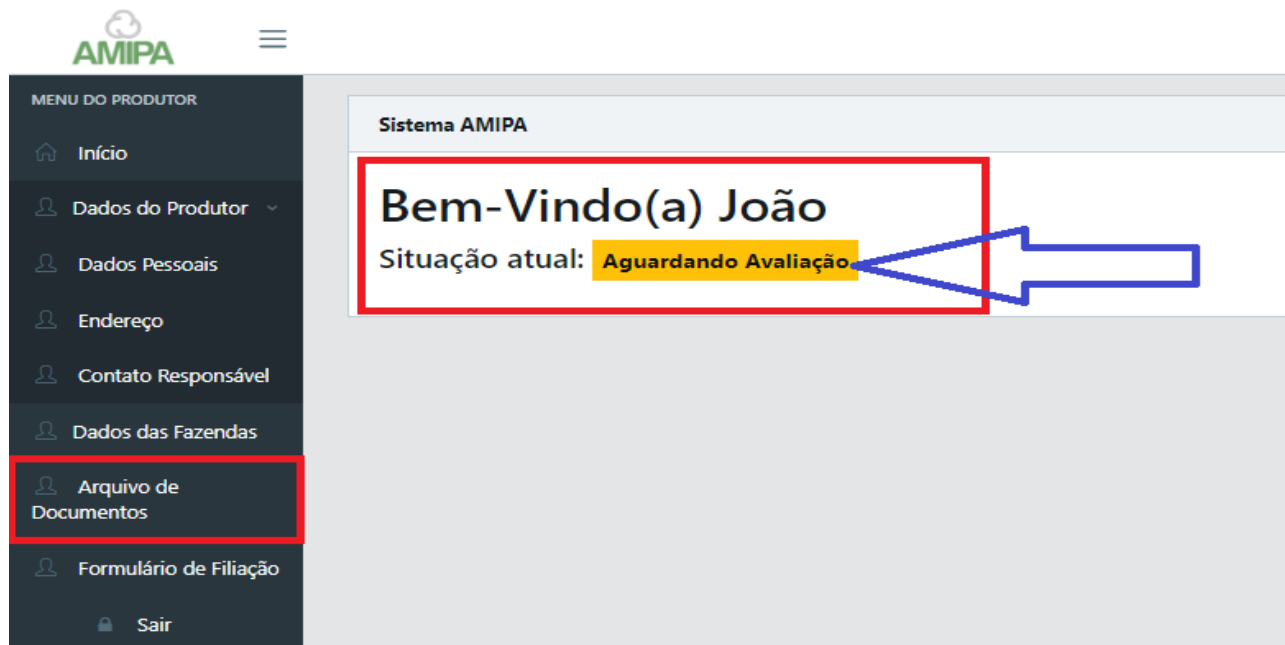 AMIPA
MENU DO PRODUTOR
Início
Dados do Produtor
Dados Pessoais
Endereço
Contato Responsável
Dados das Fazendas
Arquivo de
Documentos
Formulário de Filiação
Sair
Sistema AMIPA
Bem-Vindo(a) João
Situação atual: Aguardando Avaliação